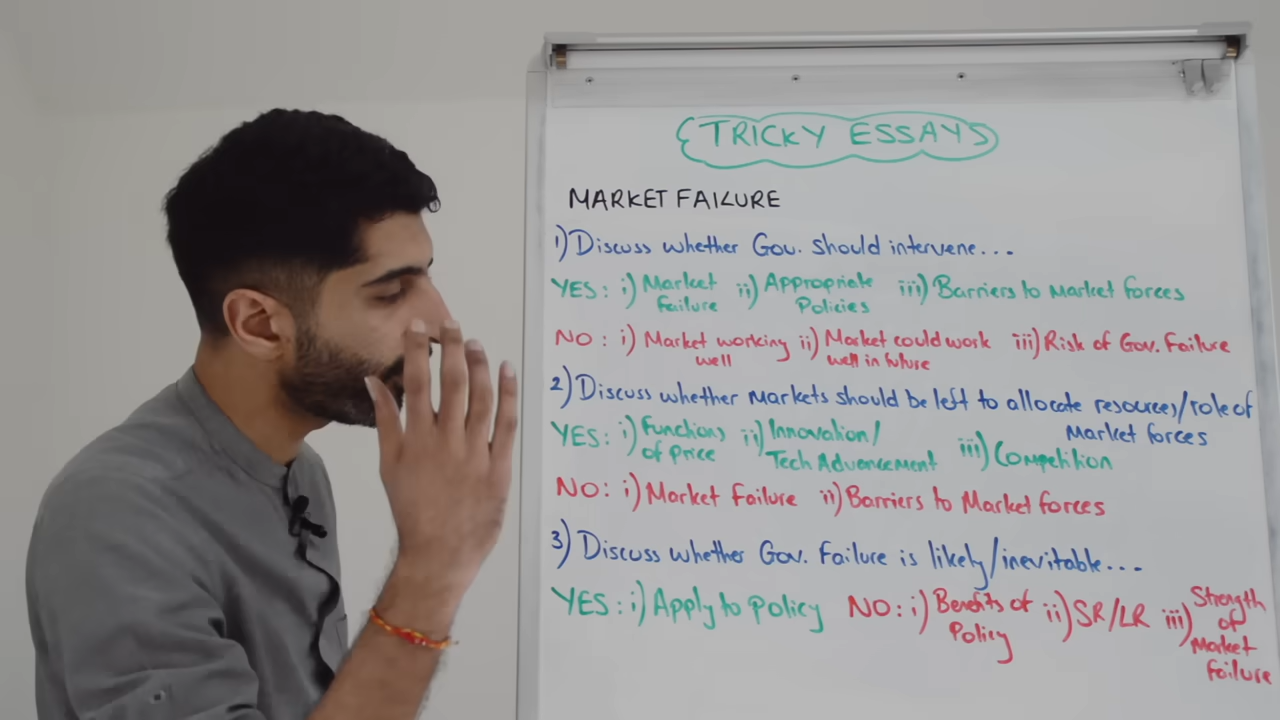 TRICKY ESSAYS
MARKET FAILURE
1) Discuss whether Gov. should intervene...
YES: i) Market Failure ii) Appropriate Policies iii) Barriers to Market forces
NO: i) Market working well ii) Market could work well in future iii) Risk of Gov. Failure
2) Discuss whether Markets should be left to allocate resources/role of
Market forces
YES: i) Functions of Price ii) Innovation/Tech Advancement iii) Competition
NO: i) Market Failure ii) Barriers to Market forces
3) Discuss whether Gov. Failure is likely/inevitable...
YES: i) Apply to Policy NO: i) Benefits of Policy ii) SR/LR iii) Strength of Market Failure